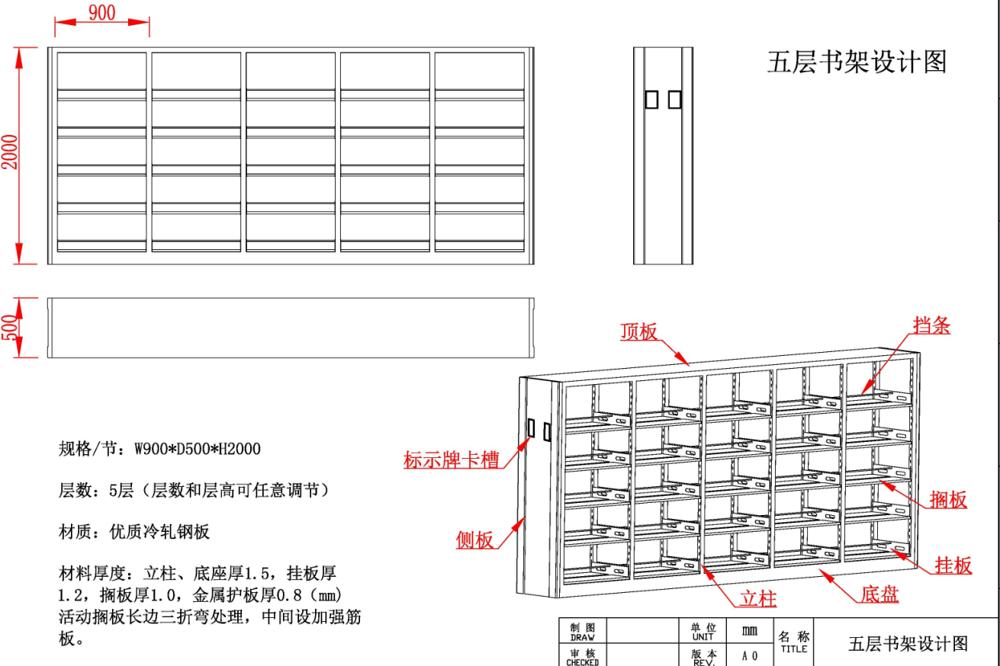 900
五层书架设计图
2000
500
顶板
挡条
规格/节: W900*D500*H2000
标示牌卡槽
层数: 5层（层数和层高可任意调节）
搁板
材质: 优质冷轧钢板
侧板
挂板
材料厚度: 立柱、底座厚1.5, 挂板厚
1.2, 搁板厚1.0, 金属护板厚0.8（mm)
活动搁板长边三折弯处理, 中间设加强筋
板。
立柱
底盘
制图
DRAW
单位
UNIT
mm
名称
TITLE
五层书架设计图
审核
CHECKED
版本
REV.
A 0